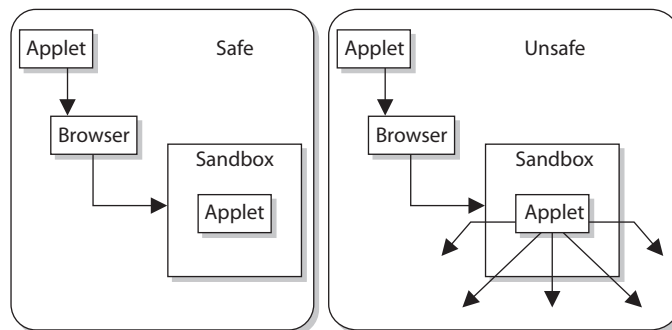 Applet
Safe
Browser
Sandbox
Applet
Applet
Unsafe
Browser
Sandbox
Applet